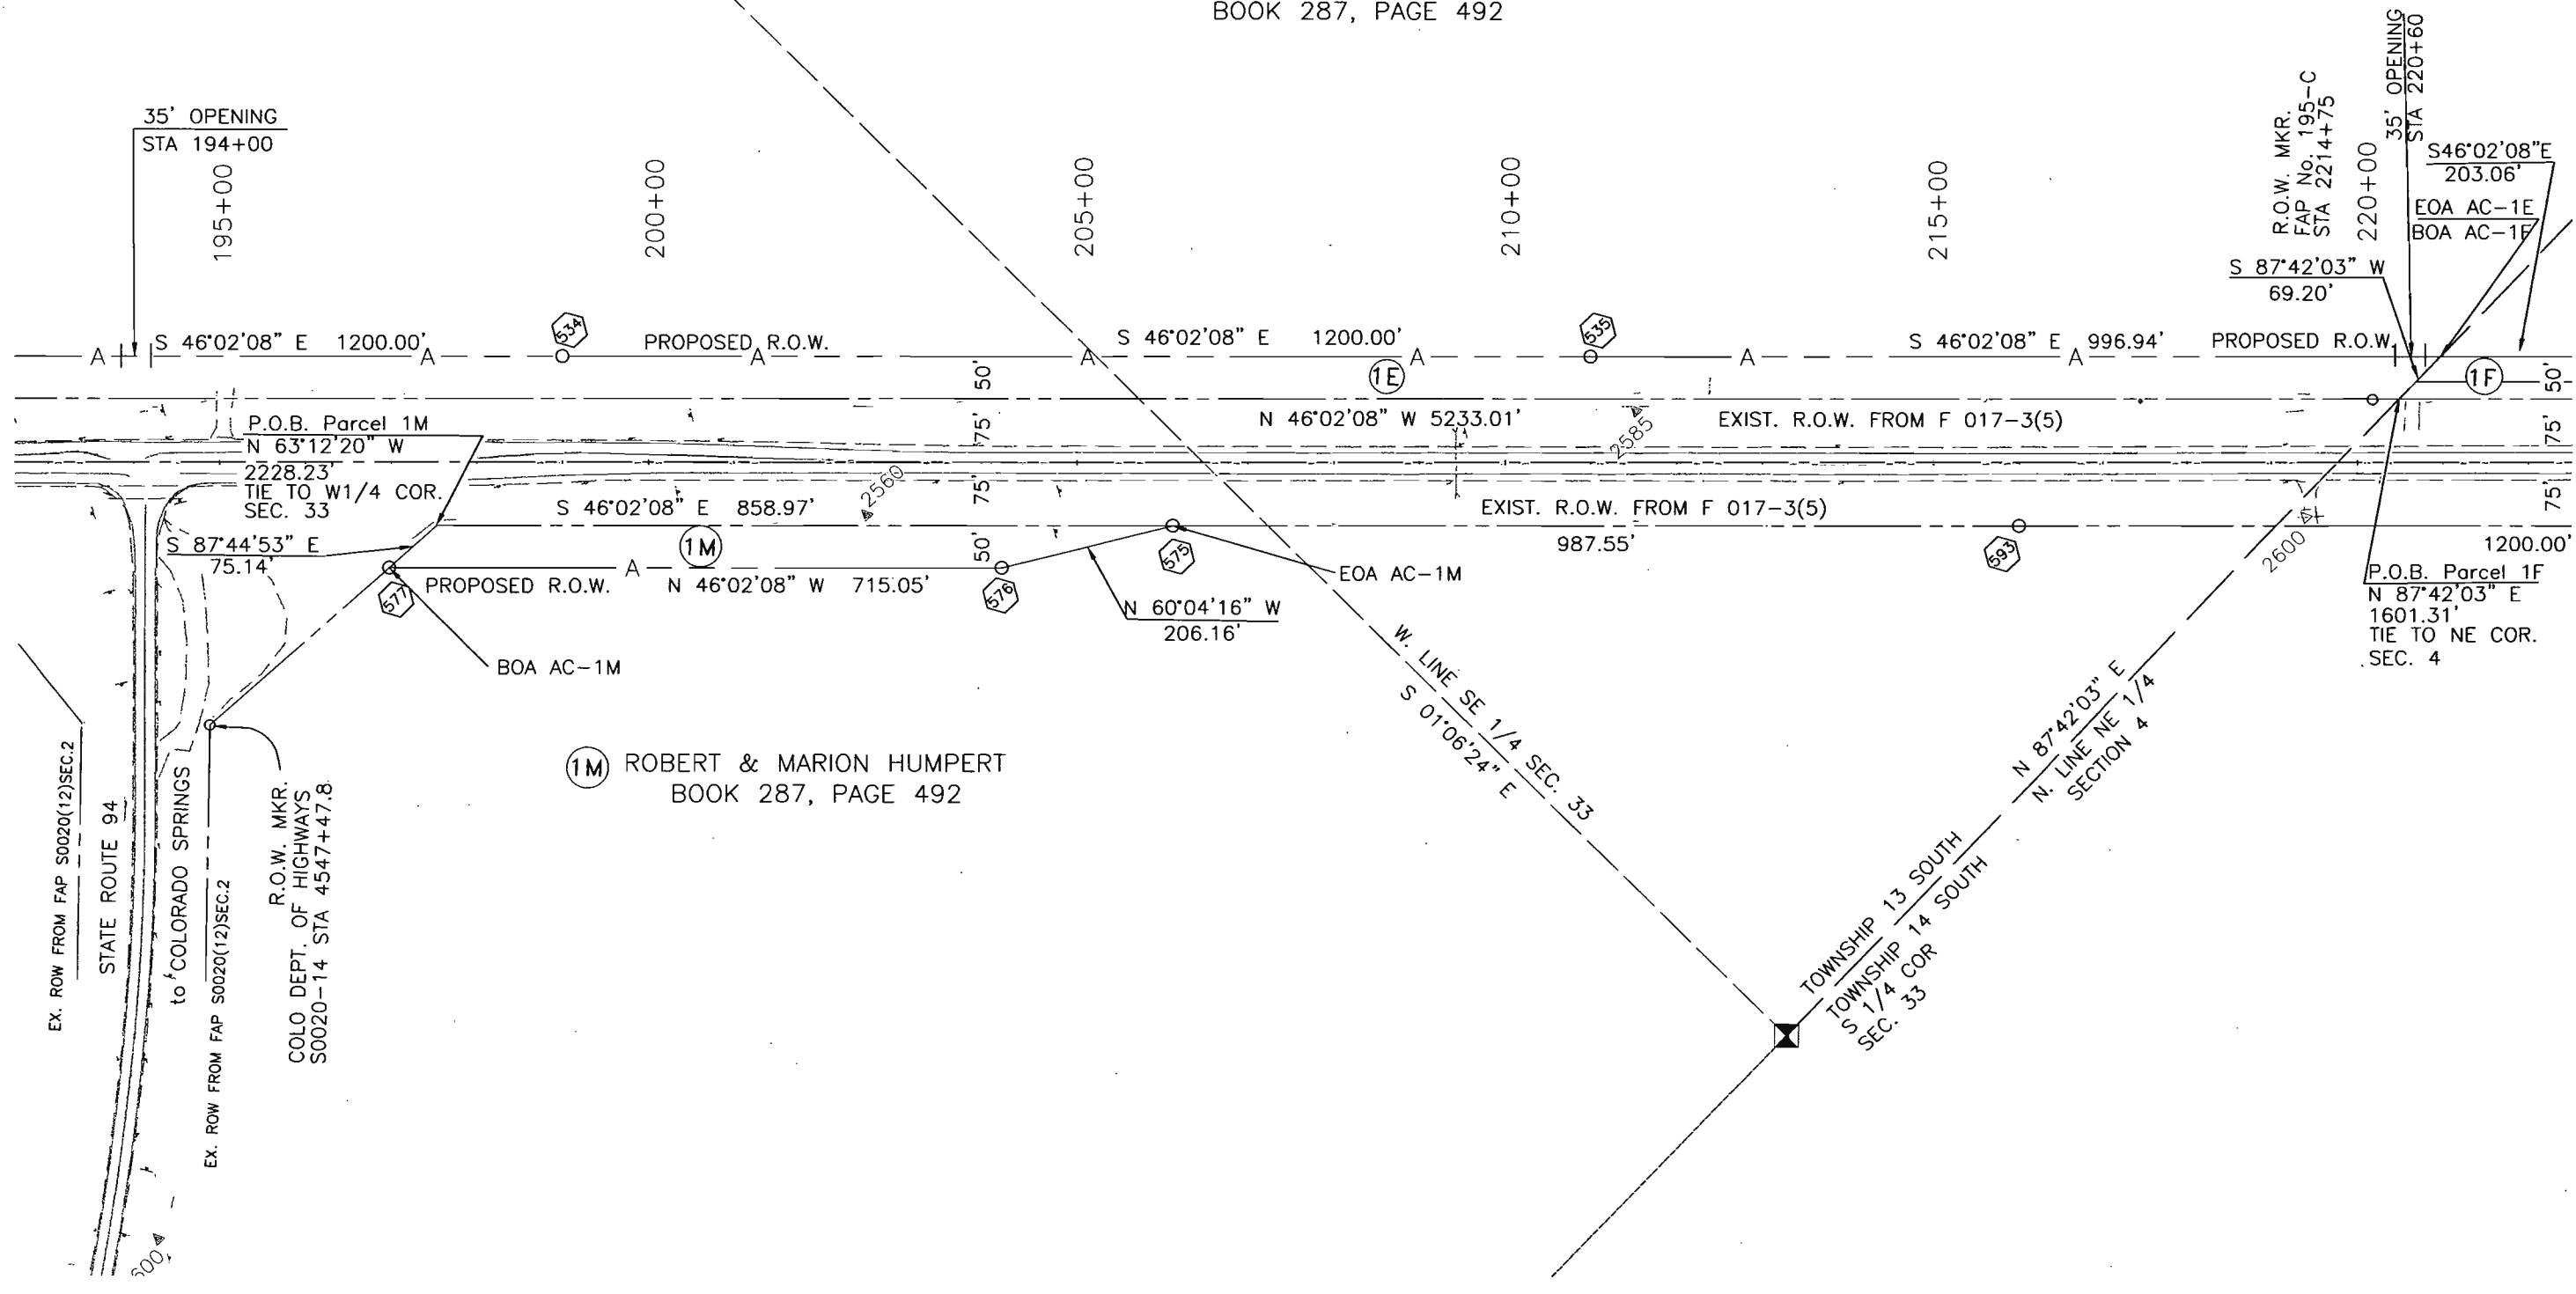 BOOK 287, PAGE 492
35' OPENING
STA 194+00
195+00
200+00
205+00
210+00
215+00
220+00
R.O.W. MKR.
FAP No. 195-C
STA 2214+75
35' OPENING
STA 220+60
S46°02'08"E
203.06'
EOA AC-1E
BOA AC-1F
S 87°42'03" W
69.20'
A
S 46°02'08" E 1200.00'
A
534
PROPOSED R.O.W.
A
A
S 46°02'08" E 1200.00'
A
535
A
S 46°02'08" E 996.94'
A
PROPOSED R.O.W.
50'
1E
1F
50'
P.O.B. Parcel 1M
N 63°12'20" W
2228.23'
TIE TO W1/4 COR.
SEC. 33
75'
N 46°02'08" W 5233.01'
2585
EXIST. R.O.W. FROM F 017-3(5)
75'
S 46°02'08" E 858.97'
2560
75'
EXIST. R.O.W. FROM F 017-3(5)
75'
S 87°44'53" E
75.14'
1M
50'
575
987.55'
593
2600
1200.00'
577
PROPOSED R.O.W.
A
N 46°02'08" W 715.05'
576
EOA AC-1M
N 60°04'16" W
206.16'
P.O.B. Parcel 1F
N 87°42'03" E
1601.31'
TIE TO NE COR.
SEC. 4
BOA AC-1M
W. LINE SE 1/4 SEC. 33
S 01°06'24" E
N 87°42'03" E
N. LINE NE 1/4
SECTION 4
1M ROBERT & MARION HUMPERT
BOOK 287, PAGE 492
EX. ROW FROM FAP S0020(12)SEC.2
STATE ROUTE 94
to COLORADO SPRINGS
EX. ROW FROM FAP S0020(12)SEC.2
R.O.W. MKR.
COLO DEPT. OF HIGHWAYS
S0020-14 STA 4547+47.8
TOWNSHIP 13 SOUTH
TOWNSHIP 14 SOUTH
S 1/4 COR
SEC. 33